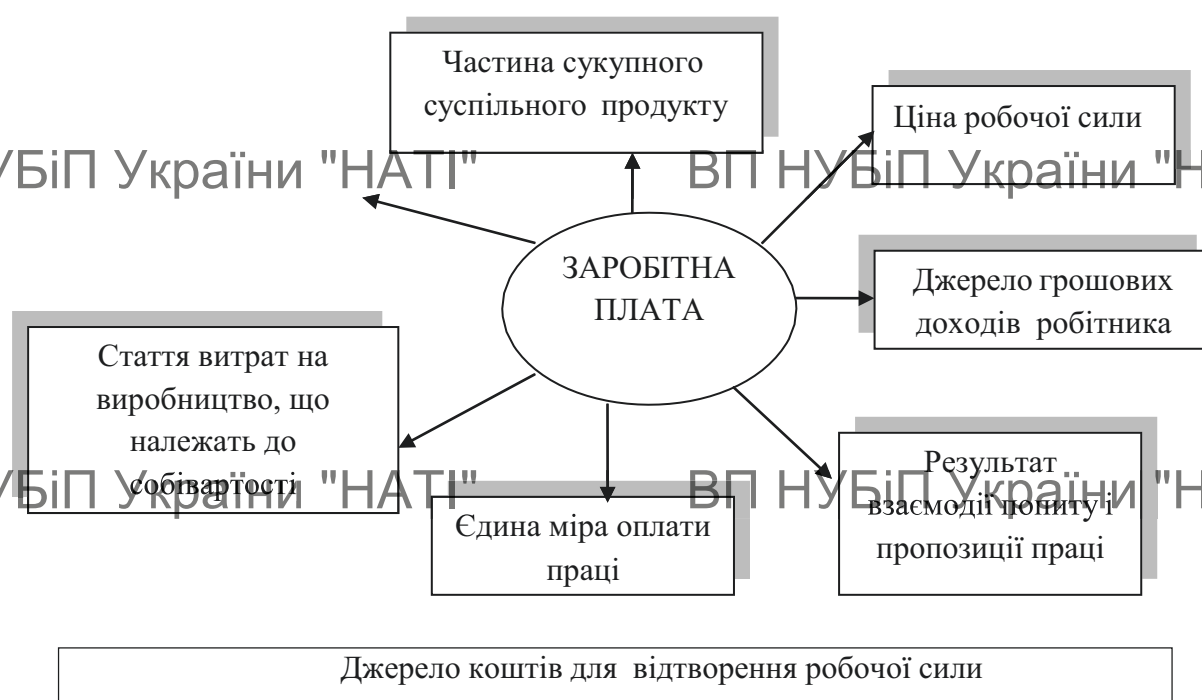 Частина сукупного
суспільного продукту
Ціна робочої сили
УБіП України "НАТІ"
ВП НУБіП України "Н
ЗАРОБІТНА
ПЛАТА
Джерело грошових
доходів робітника
Стаття витрат на
виробництво, що
належать до
собівартості
Результат
взаємодії попиту і
пропозиції праці
УБіП України "НАТІ"
ВП НУБіП України "Н
Єдина міра оплати
праці
Джерело коштів для відтворення робочої сили